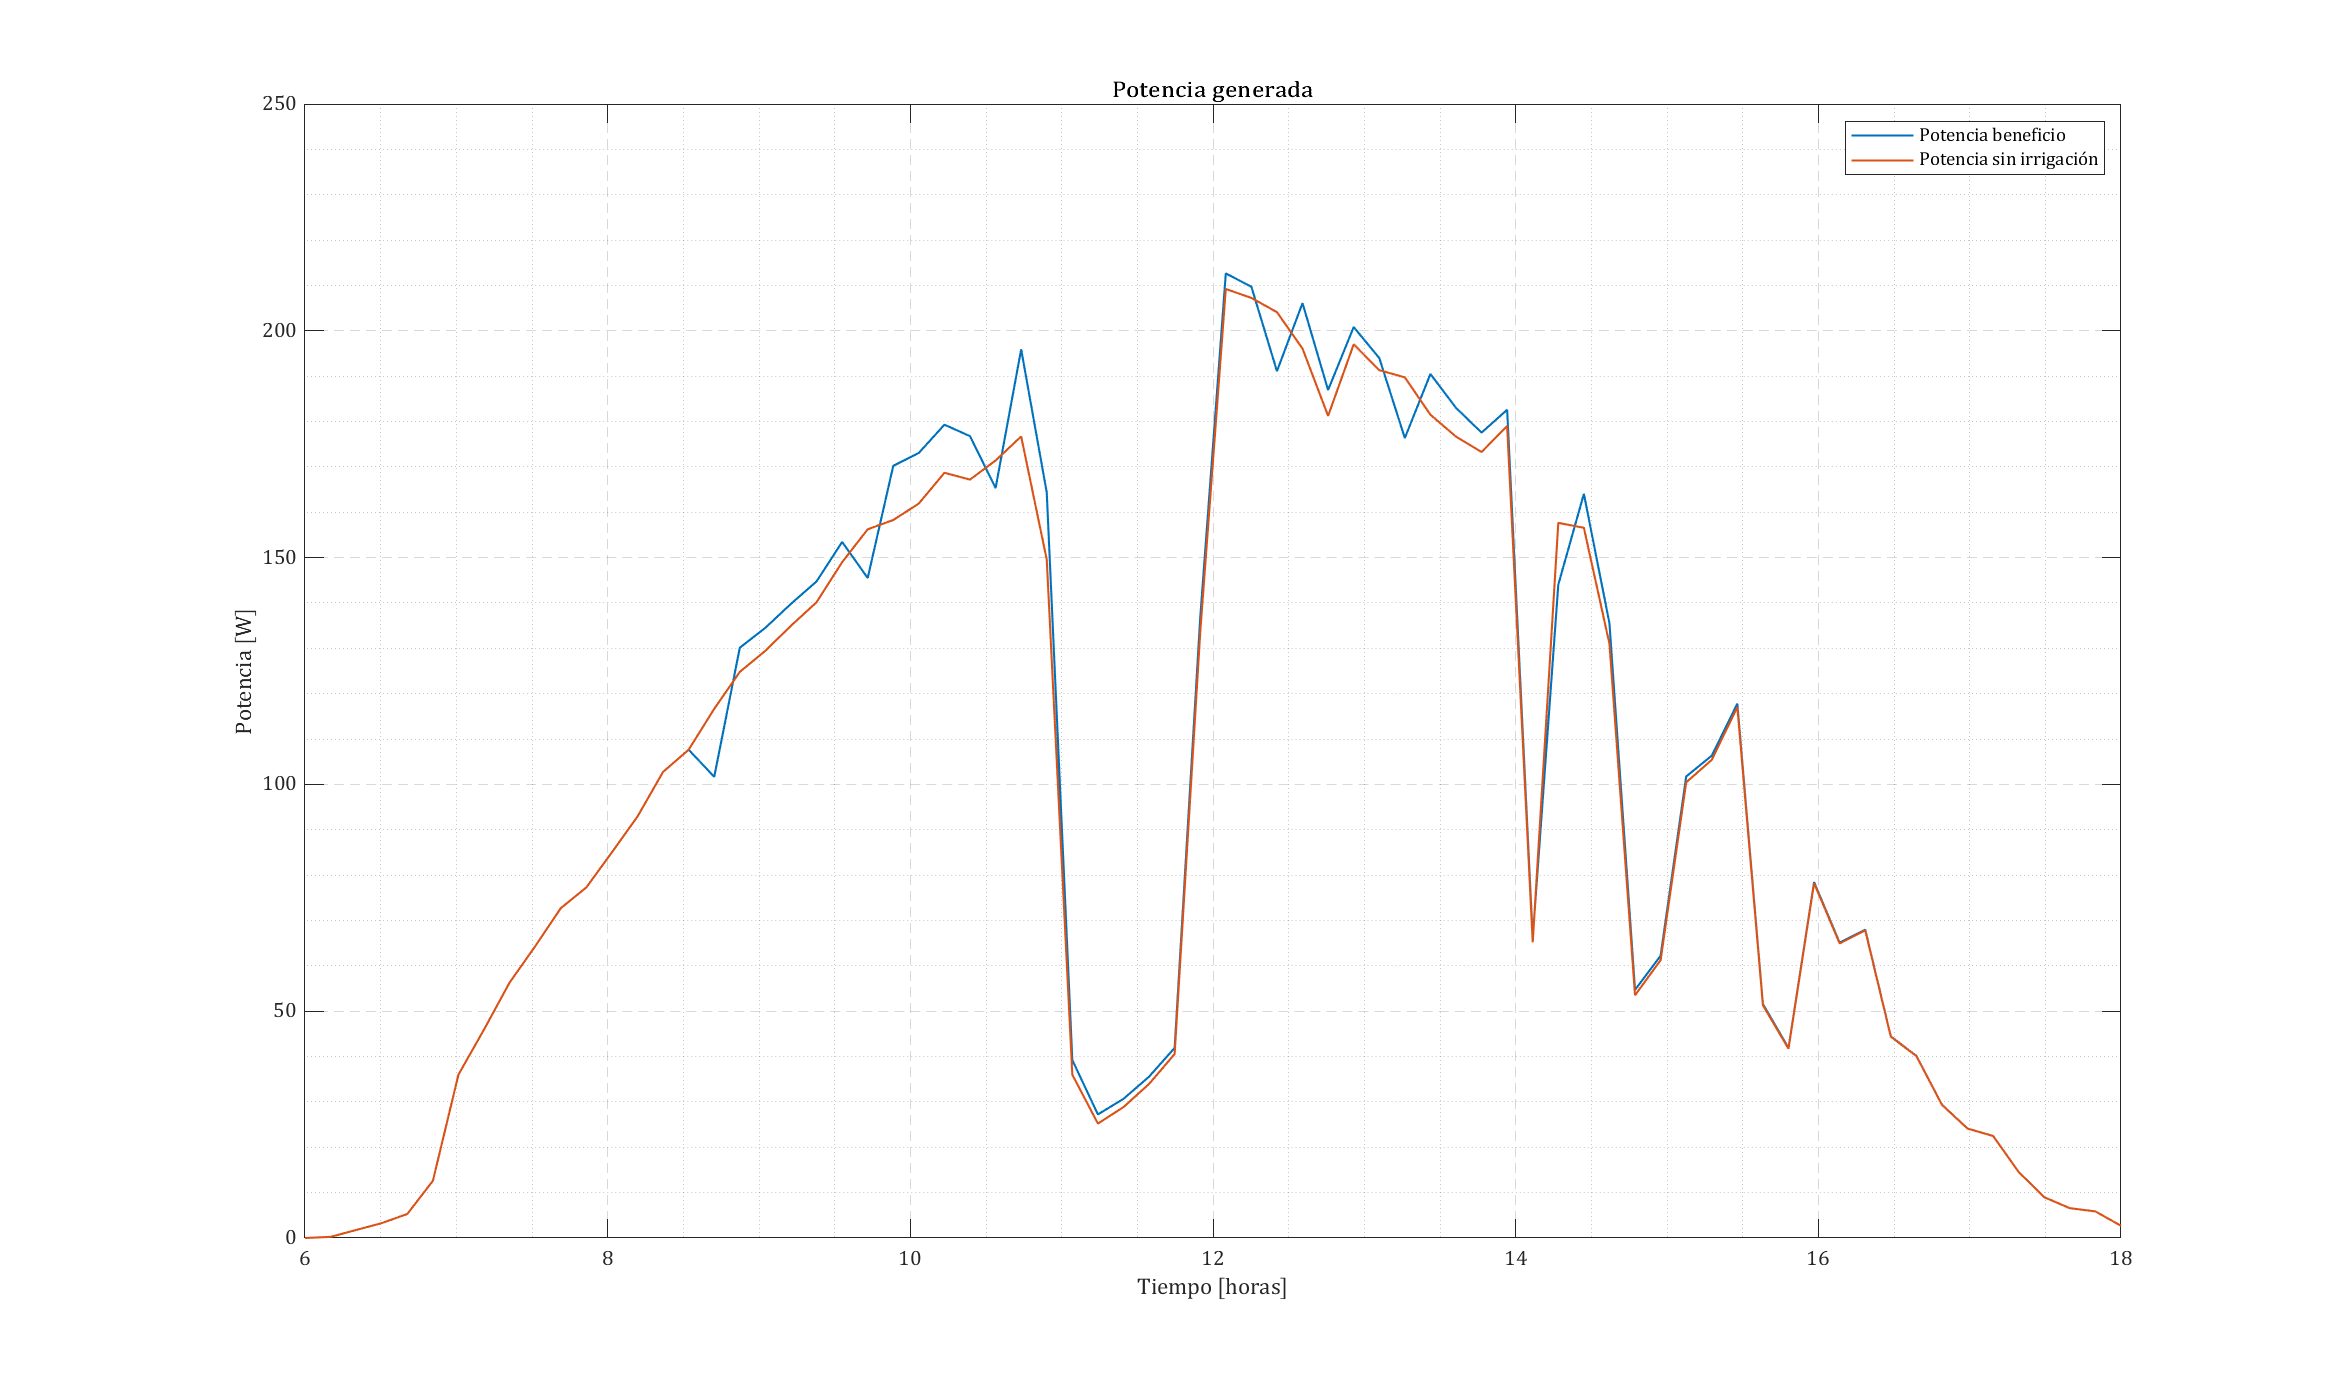 Potencia generada
250
200
150
100
50
0
Potencia [W]
Potencia beneficio
Potencia sin irrigación
6 8 10 12 14 16 18
Tiempo [horas]